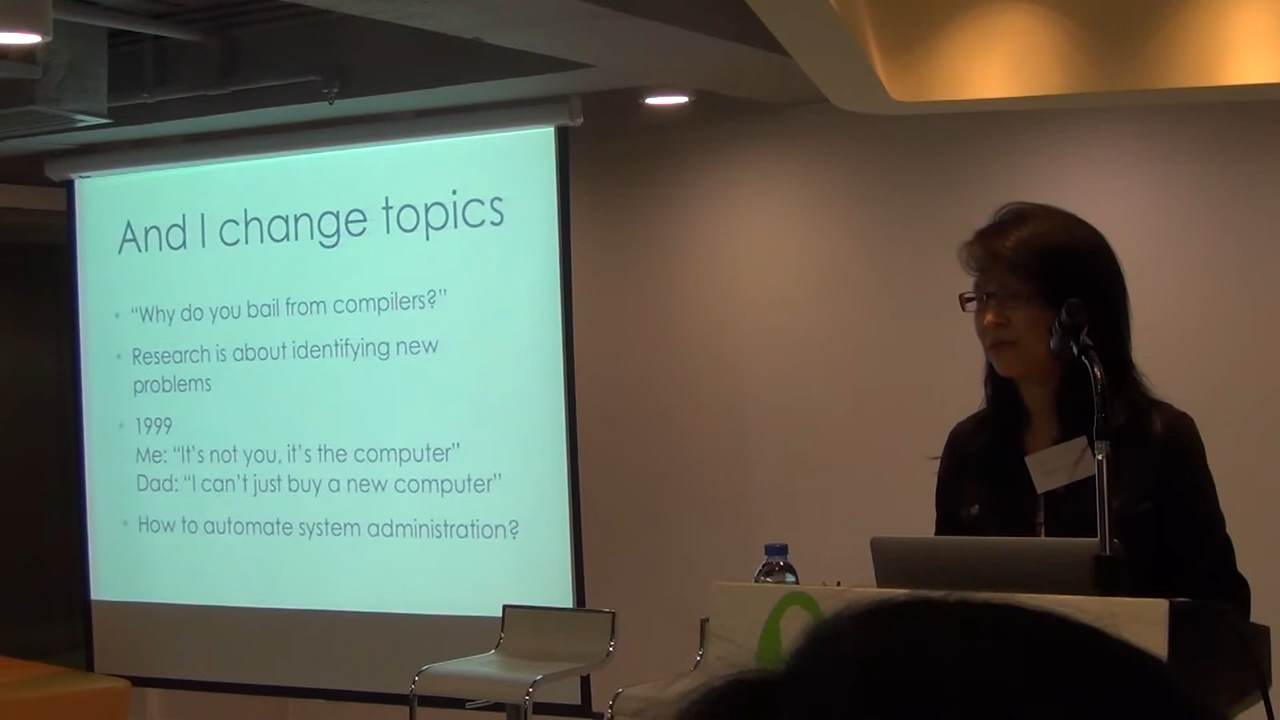 And I change topics
“Why do you bail from compilers?”
Research is about identifying new
problems
1999
Me: “It’s not you, it’s the computer”
Dad: “I can’t just buy a new computer”
How to automate system administration?